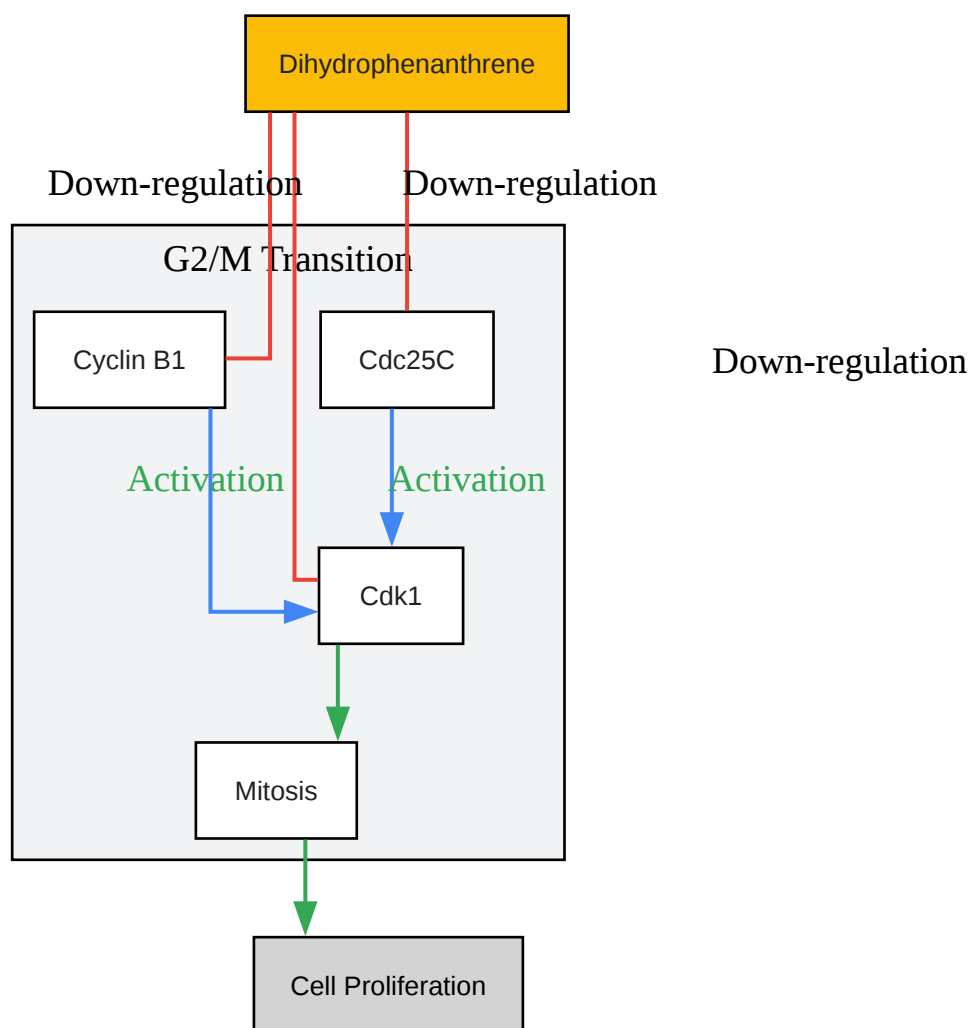 Dihydrophenanthrene
Down-regulation Down-regulation
G2/M Transition
Cyclin B1 Cdc25C Down-regulation
Activation Activation
Cdk1
Mitosis
Cell Proliferation